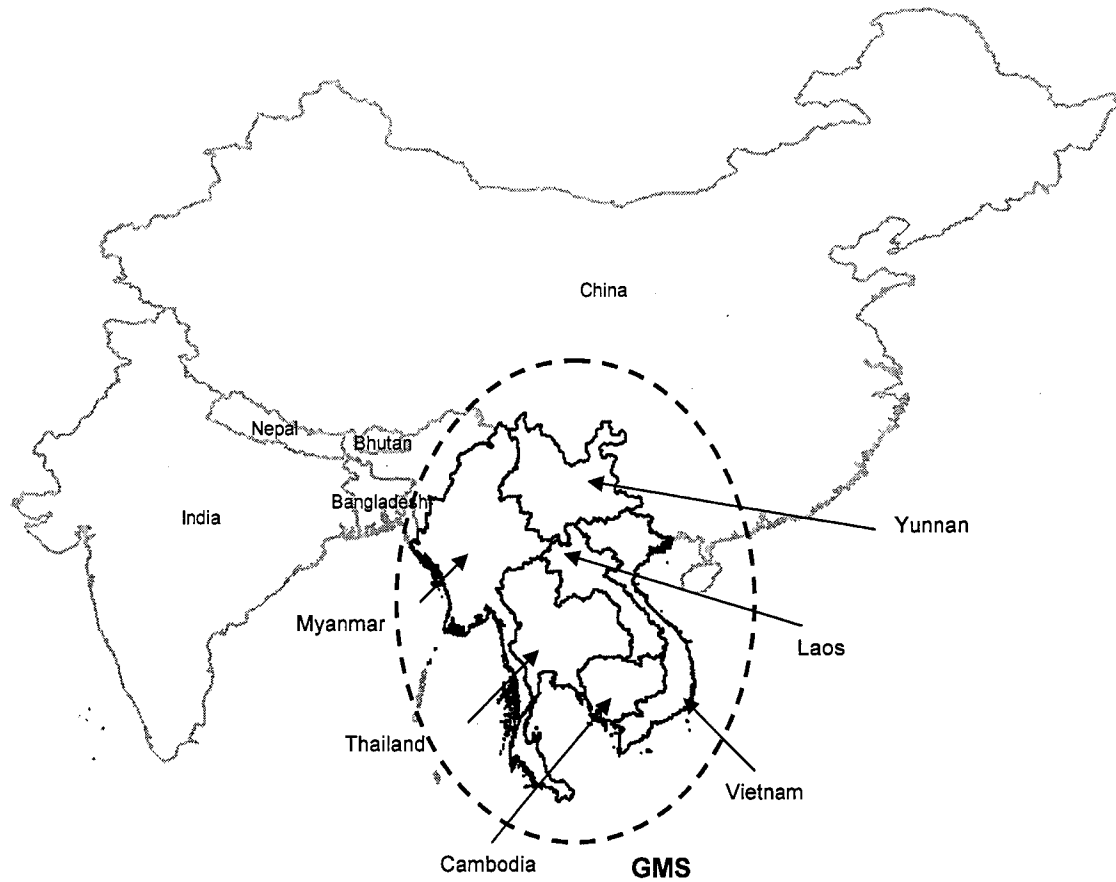 China
Nepal
Bhutan
Bangladesh
India
Yunnan
Myanmar
Laos
Thailand
Vietnam
Cambodia
GMS